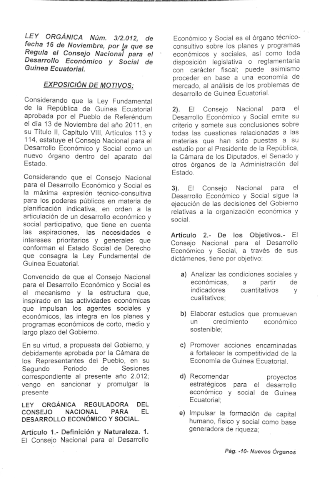 LEY ORGÁNICA Núm. 3/2.012, de
fecha 16 de Noviembre, por la que se
Regula el Consejo Nacional para el
Desarrollo Económico y Social de
Guinea Ecuatorial.
EXPOSICIÓN DE MOTIVOS:
Considerando que la Ley Fundamental
de la República de Guinea Ecuatorial
aprobada por el Pueblo de Referéndum
el día 13 de Noviembre del año 2011, en
su Título II, Capítulo VIII, Artículos 113 y
114, estatuye el Consejo Nacional para el
Desarrollo Económico y Social como un
nuevo órgano dentro del aparato del
Estado.
Considerando que el Consejo Nacional
para el Desarrollo Económico y Social es
la máxima expresión técnico-consultivo
para los poderes públicos en materia de
planificación indicativa, en orden a la
articulación de un desarrollo económico y
social participativo, que tiene en cuenta
las aspiraciones, las necesidades e
intereses prioritarios y generales que
conforman el Estado Social de Derecho
que consagra la Ley Fundamental de
Guinea Ecuatorial.
Convencido de que el Consejo Nacional
para el Desarrollo Económico y Social es
el mecanismo y la estructura que,
inspirado en las actividades económicas
que impulsan los agentes sociales y
económicos, las integra en los planes y
programas económicos de corto, medio y
largo plazo del Gobierno.
En su virtud, a propuesta del Gobierno, y
debidamente aprobada por la Cámara de
los Representantes del Pueblo, en su
Segundo Periodo de Sesiones
correspondiente al presente año 2.012;
vengo en sancionar y promulgar la
presente
LEY ORGÁNICA REGULADORA DEL
CONSEJO NACIONAL PARA EL
DESARROLLO ECONÓMICO Y SOCIAL.
Artículo 1.- Definición y Naturaleza. 1.
El Consejo Nacional para el Desarrollo
Económico y Social es el órgano técnico-
consultivo sobre los planes y programas
económicos y sociales, así como toda
disposición legislativa o reglamentaria
con carácter fiscal; puede asimismo
proceder en base a una economía de
mercado, al análisis de los problemas de
desarrollo de Guinea Ecuatorial.
2). El Consejo Nacional para el
Desarrollo Económico y Social emite su
criterio y somete sus conclusiones sobre
todas las cuestiones relacionadas a las
materias que han sido puestas a su
estudio por el Presidente de la República,
la Cámara de los Diputados, el Senado y
otros órganos de la Administración del
Estado.
3). El Consejo Nacional para el
Desarrollo Económico y Social sigue la
ejecución de las decisiones del Gobierno
relativas a la organización económica y
social.
Artículo 2.- De los Objetivos.- El
Consejo Nacional para el Desarrollo
Económico y Social, a través de sus
dictámenes, tiene por objetivo:
a) Analizar las condiciones sociales y
económicas, a partir de
indicadores cuantitativos y
cualitativos;
b) Elaborar estudios que promuevan
un crecimiento económico
sostenible;
c) Promover acciones encaminadas
a fortalecer la competitividad de la
Economía de Guinea Ecuatorial.
d) Recomendar proyectos
estratégicos para el desarrollo
económico y social de Guinea
Ecuatorial;
e) Impulsar la formación de capital
humano, físico y social como base
generadora de riqueza;
Pág. -10- Nuevos Órganos